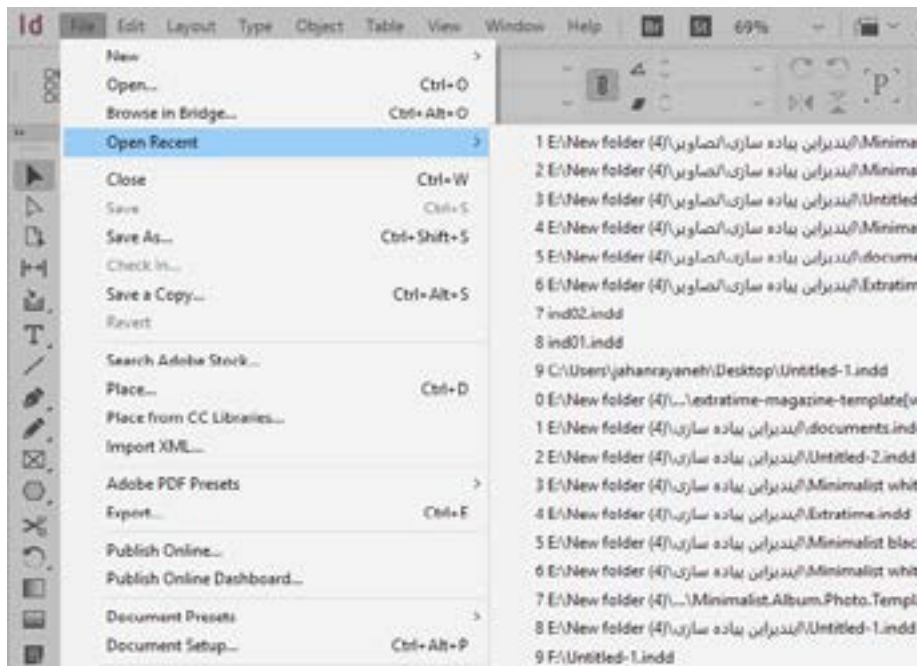 Id File Edit Layout Type Object Table View Window Help Br St 69%
New
Open... Ctrl+O
Browse in Bridge... Ctrl+Alt+O
Open Recent
Close Ctrl+W
Save Ctrl+S
Save As... Ctrl+Shift+S
Check In...
Save a Copy... Ctrl+Alt+S
Revert
Search Adobe Stock...
Place... Ctrl+D
Place from CC Libraries...
Import XML...
Adobe PDF Presets
Export... Ctrl+E
Publish Online...
Publish Online Dashboard...
Document Presets
Document Setup... Ctrl+Alt+P
P
1 E:\New folder (4)\ایندیزاین پیاده سازی\تصاویر\Minima
2 E:\New folder (4)\ایندیزاین پیاده سازی\تصاویر\Minima
3 E:\New folder (4)\ایندیزاین پیاده سازی\تصاویر\Untitled
4 E:\New folder (4)\ایندیزاین پیاده سازی\تصاویر\Minima
5 E:\New folder (4)\ایندیزاین پیاده سازی\تصاویر\docume
6 E:\New folder (4)\ایندیزاین پیاده سازی\تصاویر\Extratim
7 ind02.indd
8 ind01.indd
9 C:\Users\jahanrayaneh\Desktop\Untitled-1.indd
0 E:\New folder (4)\...\extratime-magazine-template[v
1 E:\New folder (4)\ایندیزاین پیاده سازی\documents.ind
2 E:\New folder (4)\ایندیزاین پیاده سازی\Untitled-2.indd
3 E:\New folder (4)\ایندیزاین پیاده سازی\Minimalist whit
4 E:\New folder (4)\ایندیزاین پیاده سازی\Extratime.indd
5 E:\New folder (4)\ایندیزاین پیاده سازی\Minimalist blac
6 E:\New folder (4)\ایندیزاین پیاده سازی\Minimalist whit
7 E:\New folder (4)\...\Minimalist.Album.Photo.Templ
8 E:\New folder (4)\ایندیزاین پیاده سازی\Untitled-1.indd
9 F:\Untitled-1.indd